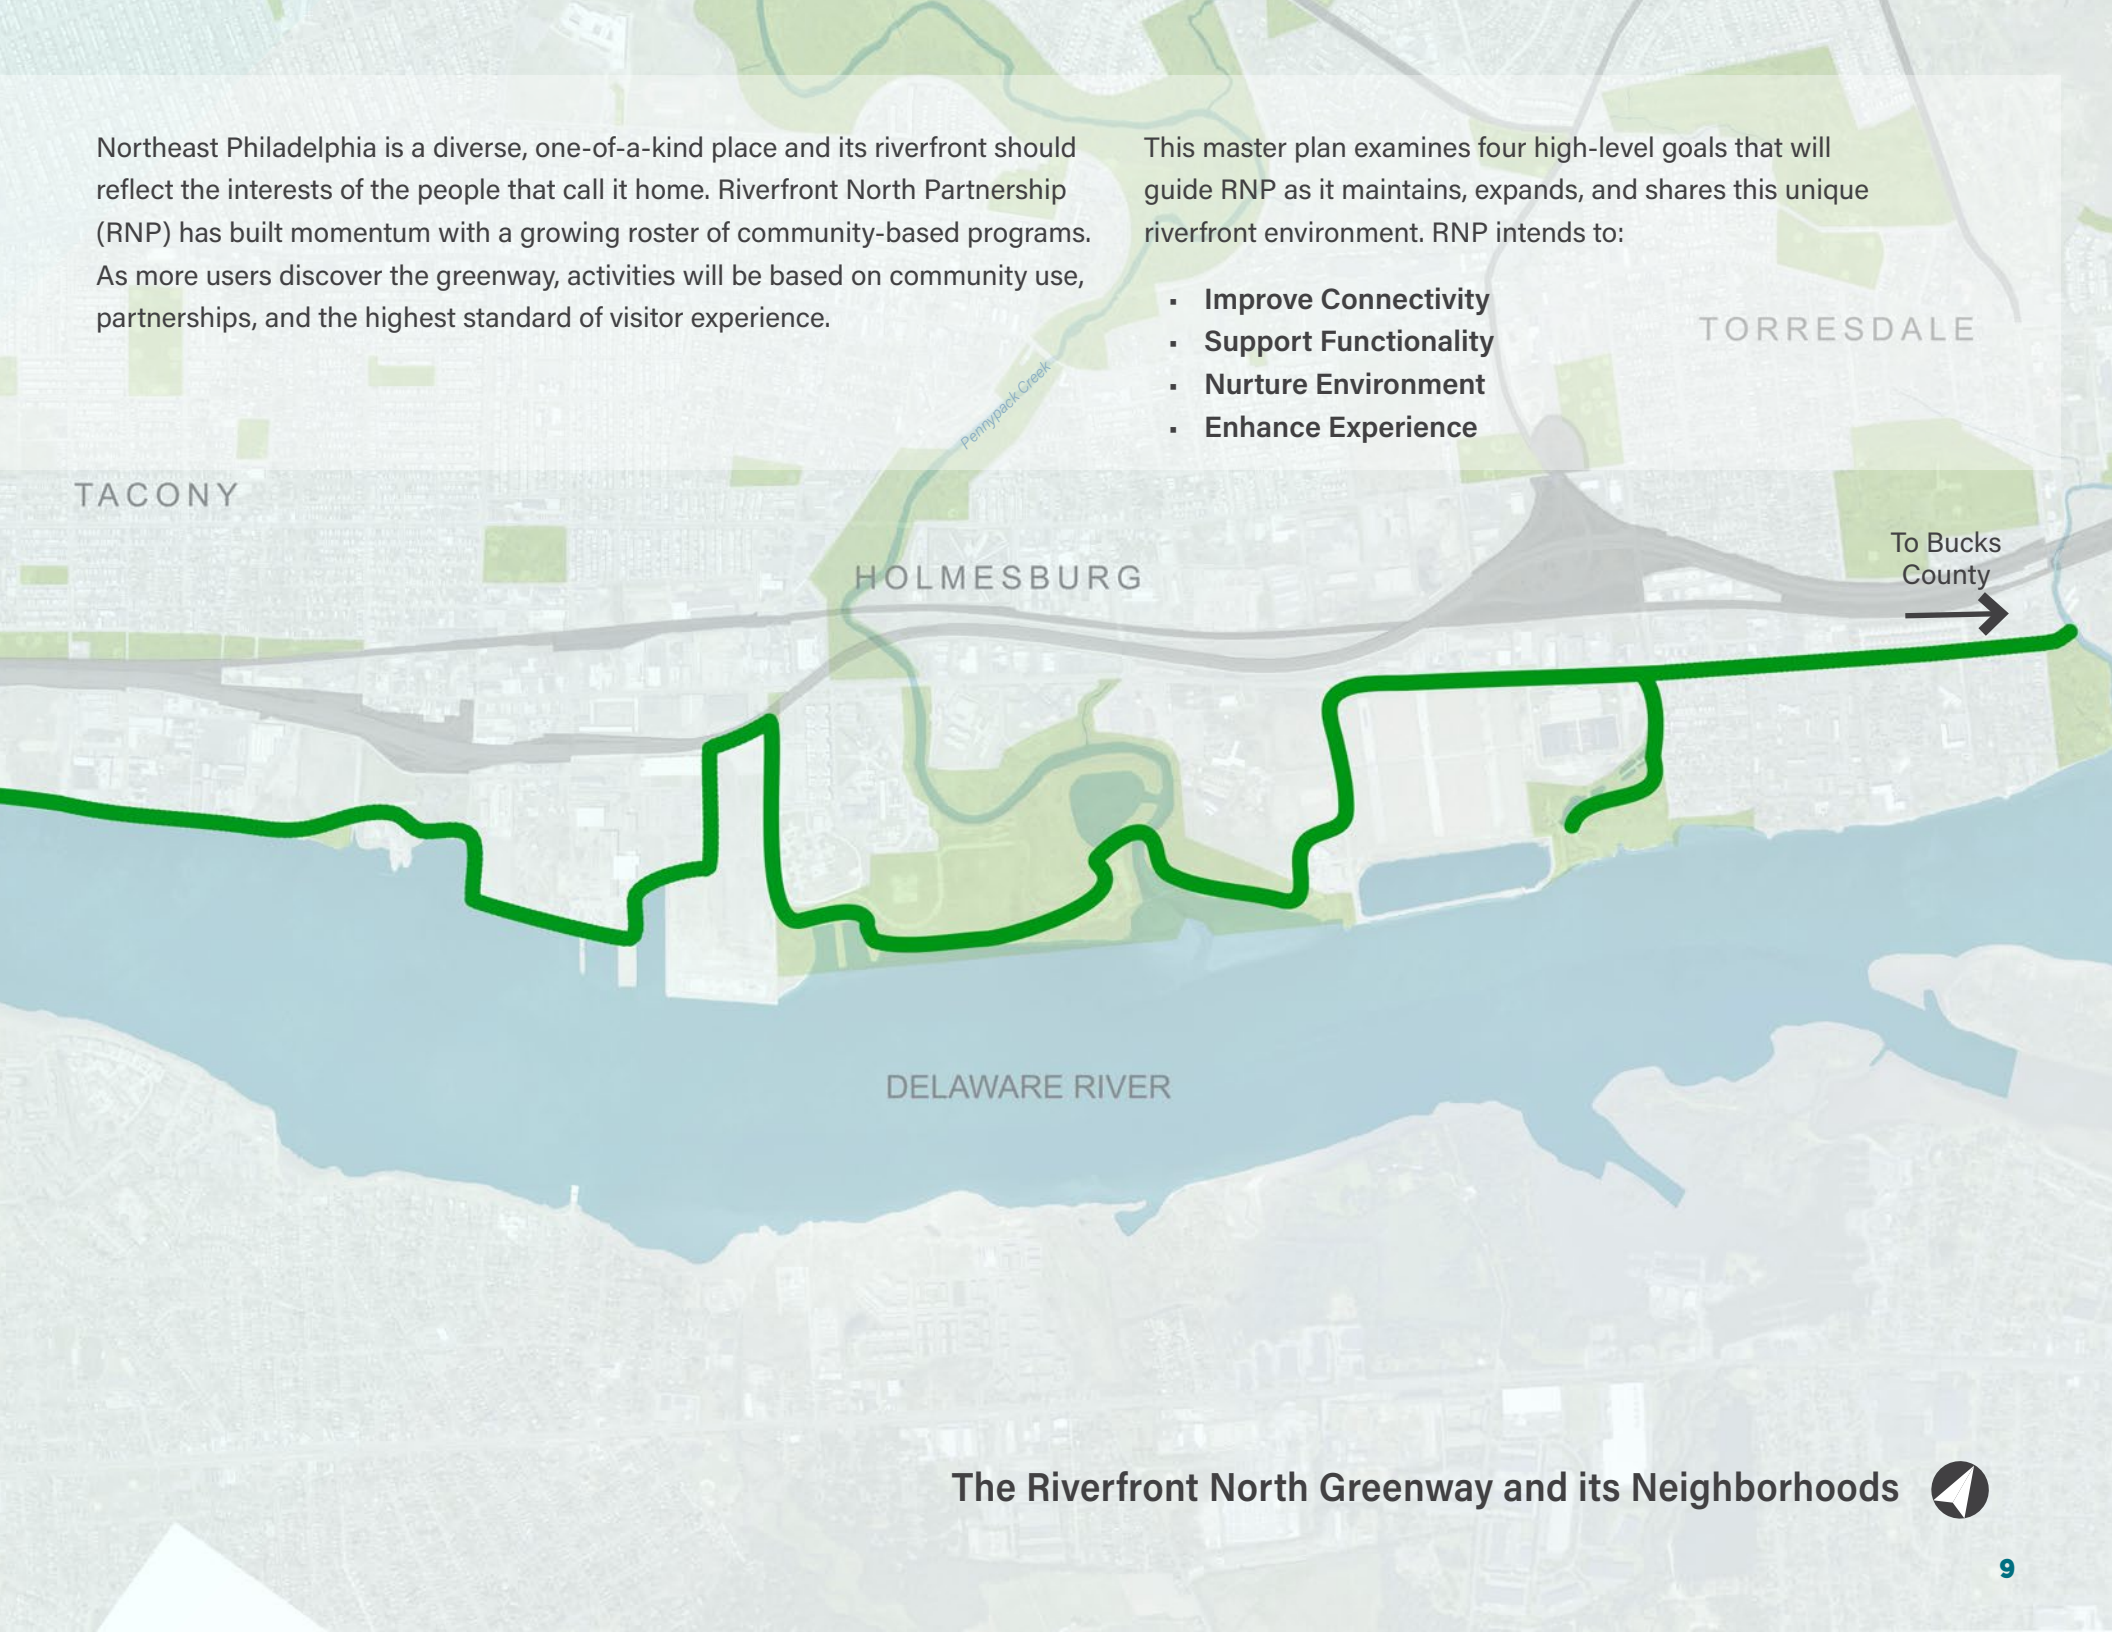 Northeast Philadelphia is a diverse, one-of-a-kind place and its riverfront should
reflect the interests of the people that call it home. Riverfront North Partnership
(RNP) has built momentum with a growing roster of community-based programs.
As more users discover the greenway, activities will be based on community use,
partnerships, and the highest standard of visitor experience.
This master plan examines four high-level goals that will
guide RNP as it maintains, expands, and shares this unique
riverfront environment. RNP intends to:
▪ Improve Connectivity
▪ Support Functionality
▪ Nurture Environment
▪ Enhance Experience
TORRESDALE
Pennypack Creek
TACONY
HOLMESBURG
To Bucks
County
DELAWARE RIVER
The Riverfront North Greenway and its Neighborhoods
9